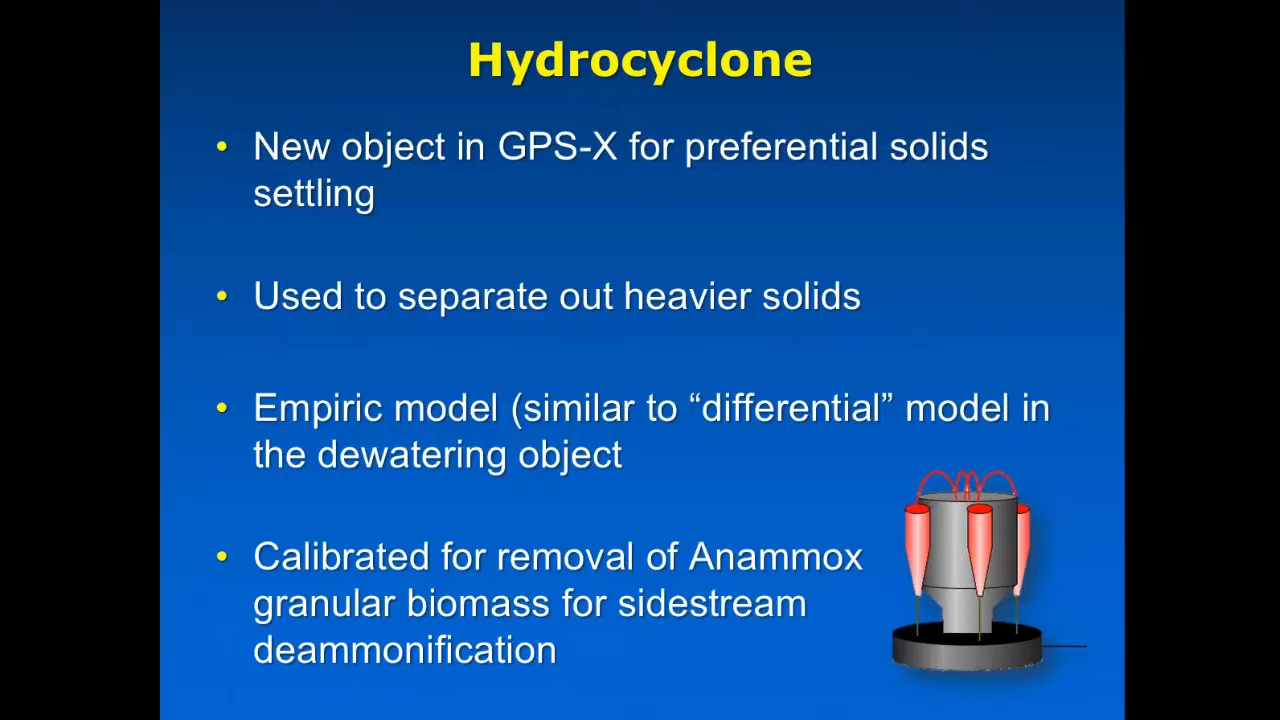 Hydrocyclone
• New object in GPS-X for preferential solids
settling
• Used to separate out heavier solids
• Empiric model (similar to “differential” model in
the dewatering object
• Calibrated for removal of Anammox
granular biomass for sidestream
deammonification